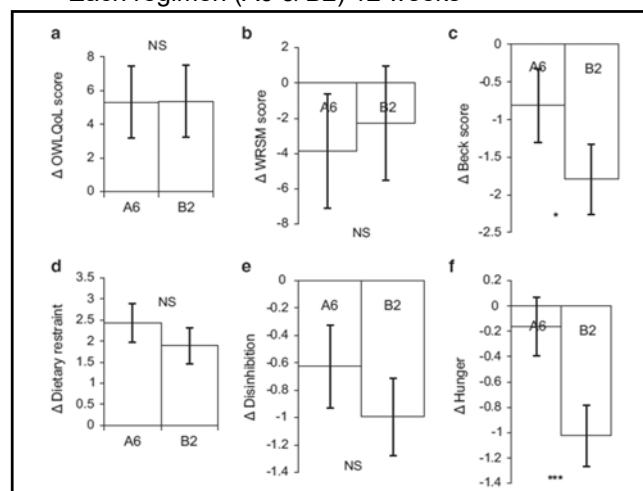 Each regimen (A6 & B2) 12 weeks
a
NS
Δ OWLQoL score
8
6
4
2
0
A6 B2
b
Δ WRSM score
2
0
-2
-4
-6
-8
A6 B2
NS
c
Δ Beck score
0
-0.5
-1
-1.5
-2
-2.5
A6 B2
*
d
NS
Δ Dietary restraint
3.5
3
2.5
2
1.5
1
0.5
0
A6 B2
e
Δ Disinhibition
0
-0.2
-0.4
-0.6
-0.8
-1
-1.2
-1.4
A6 B2
NS
f
Δ Hunger
0.2
0
-0.2
-0.4
-0.6
-0.8
-1
-1.2
-1.4
A6 B2
***